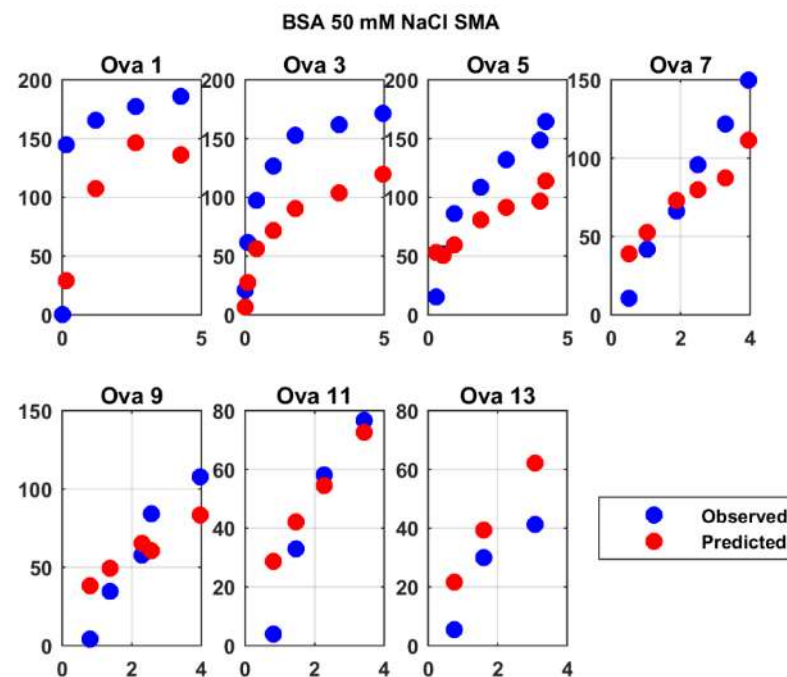 BSA 50 mM NaCl SMA
Ova 1 Ova 3 Ova 5 Ova 7
200 200 200 150
150 150 150
100
100 100 100
50
50 50 50
0 0 0 0
0 5 0 5 0 5 0 2 4
Ova 9 Ova 11 Ova 13
150 80 80
60 60
100
40 40
50
20 20
0 0 0
0 2 4 0 2 4 0 2 4
Observed
Predicted